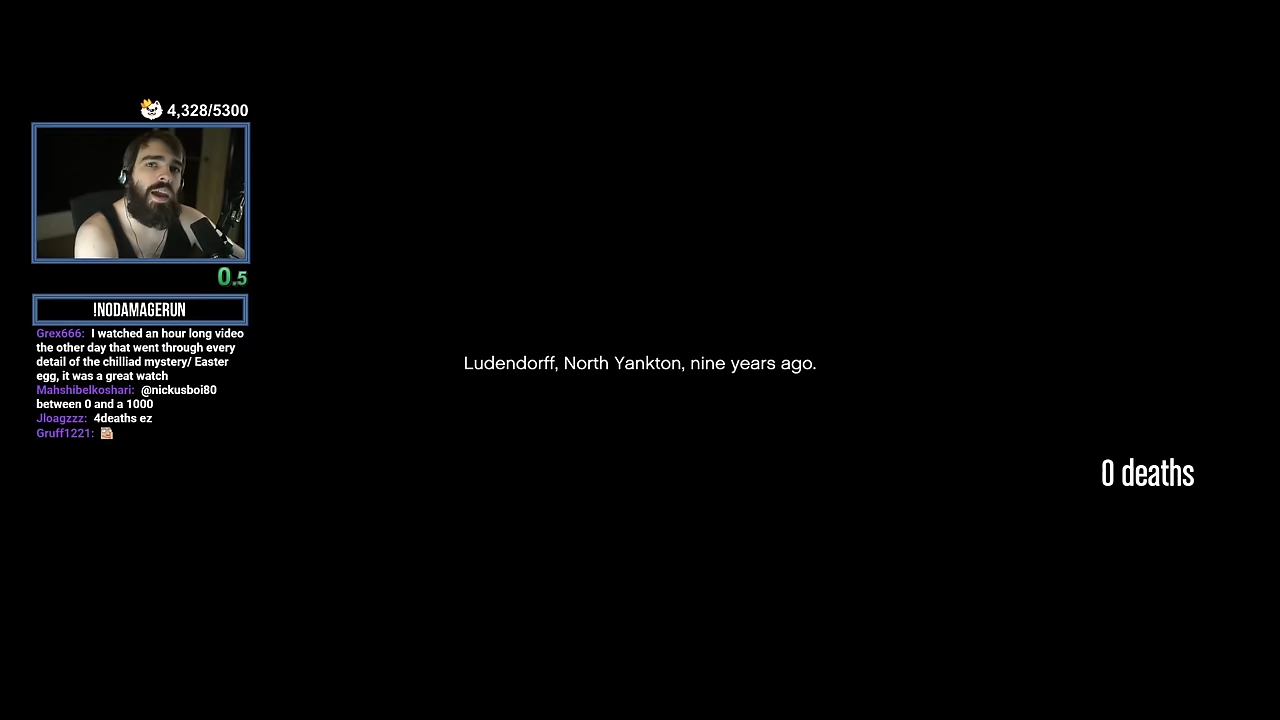 4,328/5300
0.5
!NODAMAGERUN
Grex666: I watched an hour long video
the other day that went through every
detail of the chilliad mystery/ Easter
egg, it was a great watch
Mahshibelkoshari: @nickusboi80
between 0 and a 1000
Jloagzzz: 4deaths ez
Gruff1221:
Ludendorff, North Yankton, nine years ago.
0 deaths